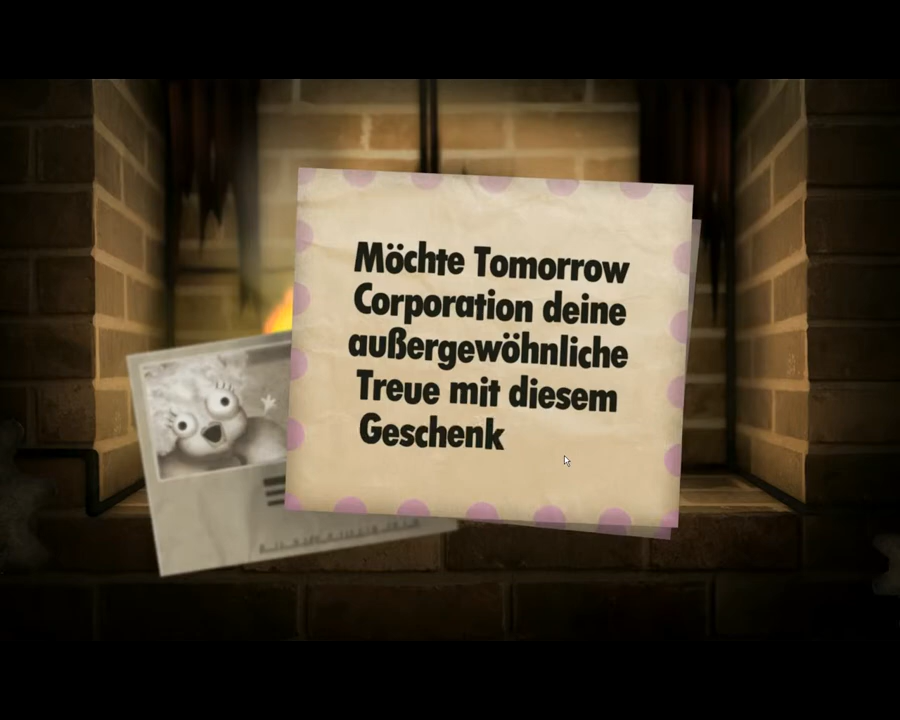 Möchte Tomorrow
Corporation deine
außergewöhnliche
Treue mit diesem
Geschenk